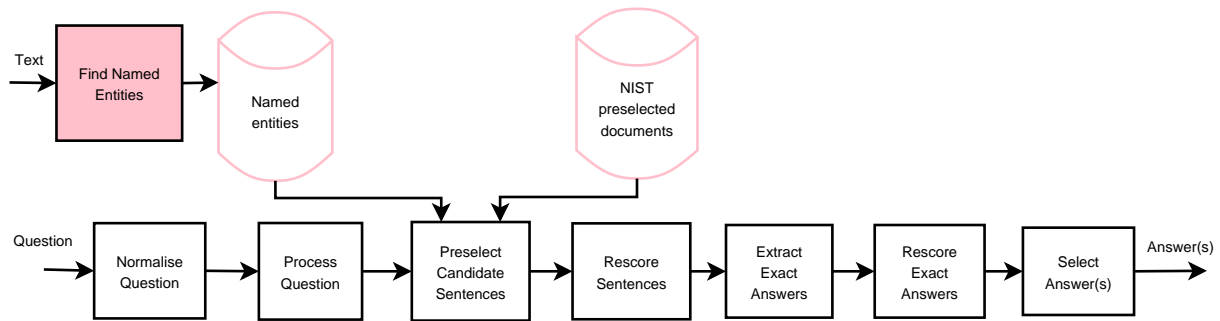 Text
Find Named
Entities
Named
entities
NIST
preselected
documents
Question
Normalise
Question
Process
Question
Preselect
Candidate
Sentences
Rescore
Sentences
Extract
Exact
Answers
Rescore
Exact
Answers
Select
Answer(s)
Answer(s)